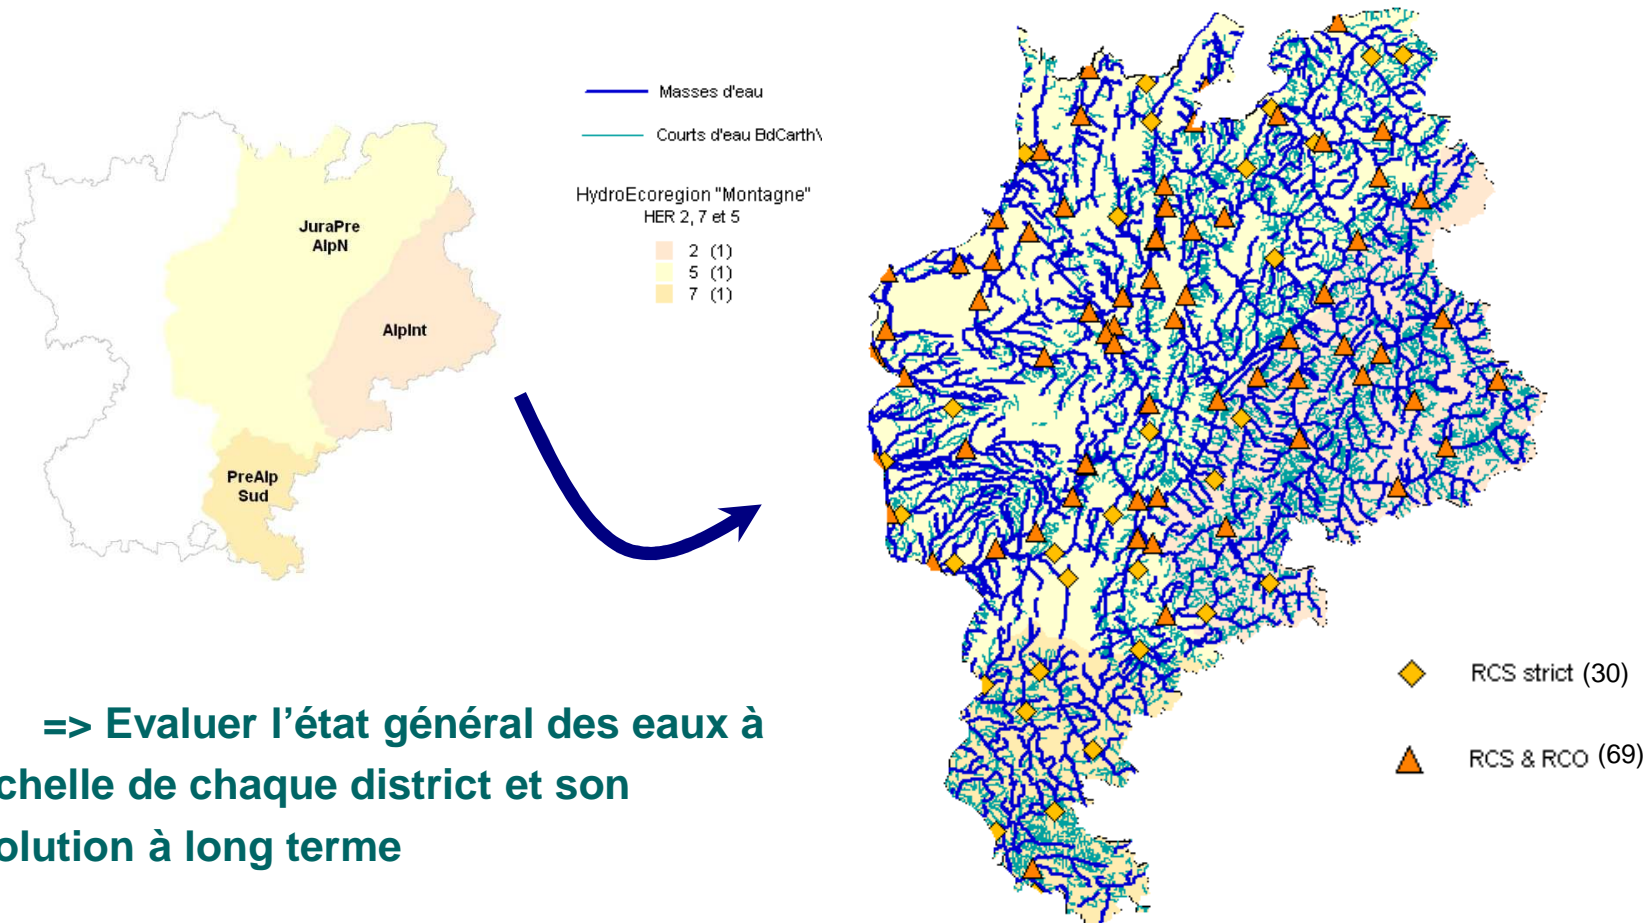 Masses d'eau
Courts d'eau BdCarth\
HydroEcoregion "Montagne"
HER 2, 7 et 5
2 (1)
5 (1)
7 (1)
JuraPre
AlpN
AlpInt
PreAlp
Sud
RCS strict (30)
RCS & RCO (69)
=> Evaluer l’état général des eaux à
chelle de chaque district et son
olution à long terme